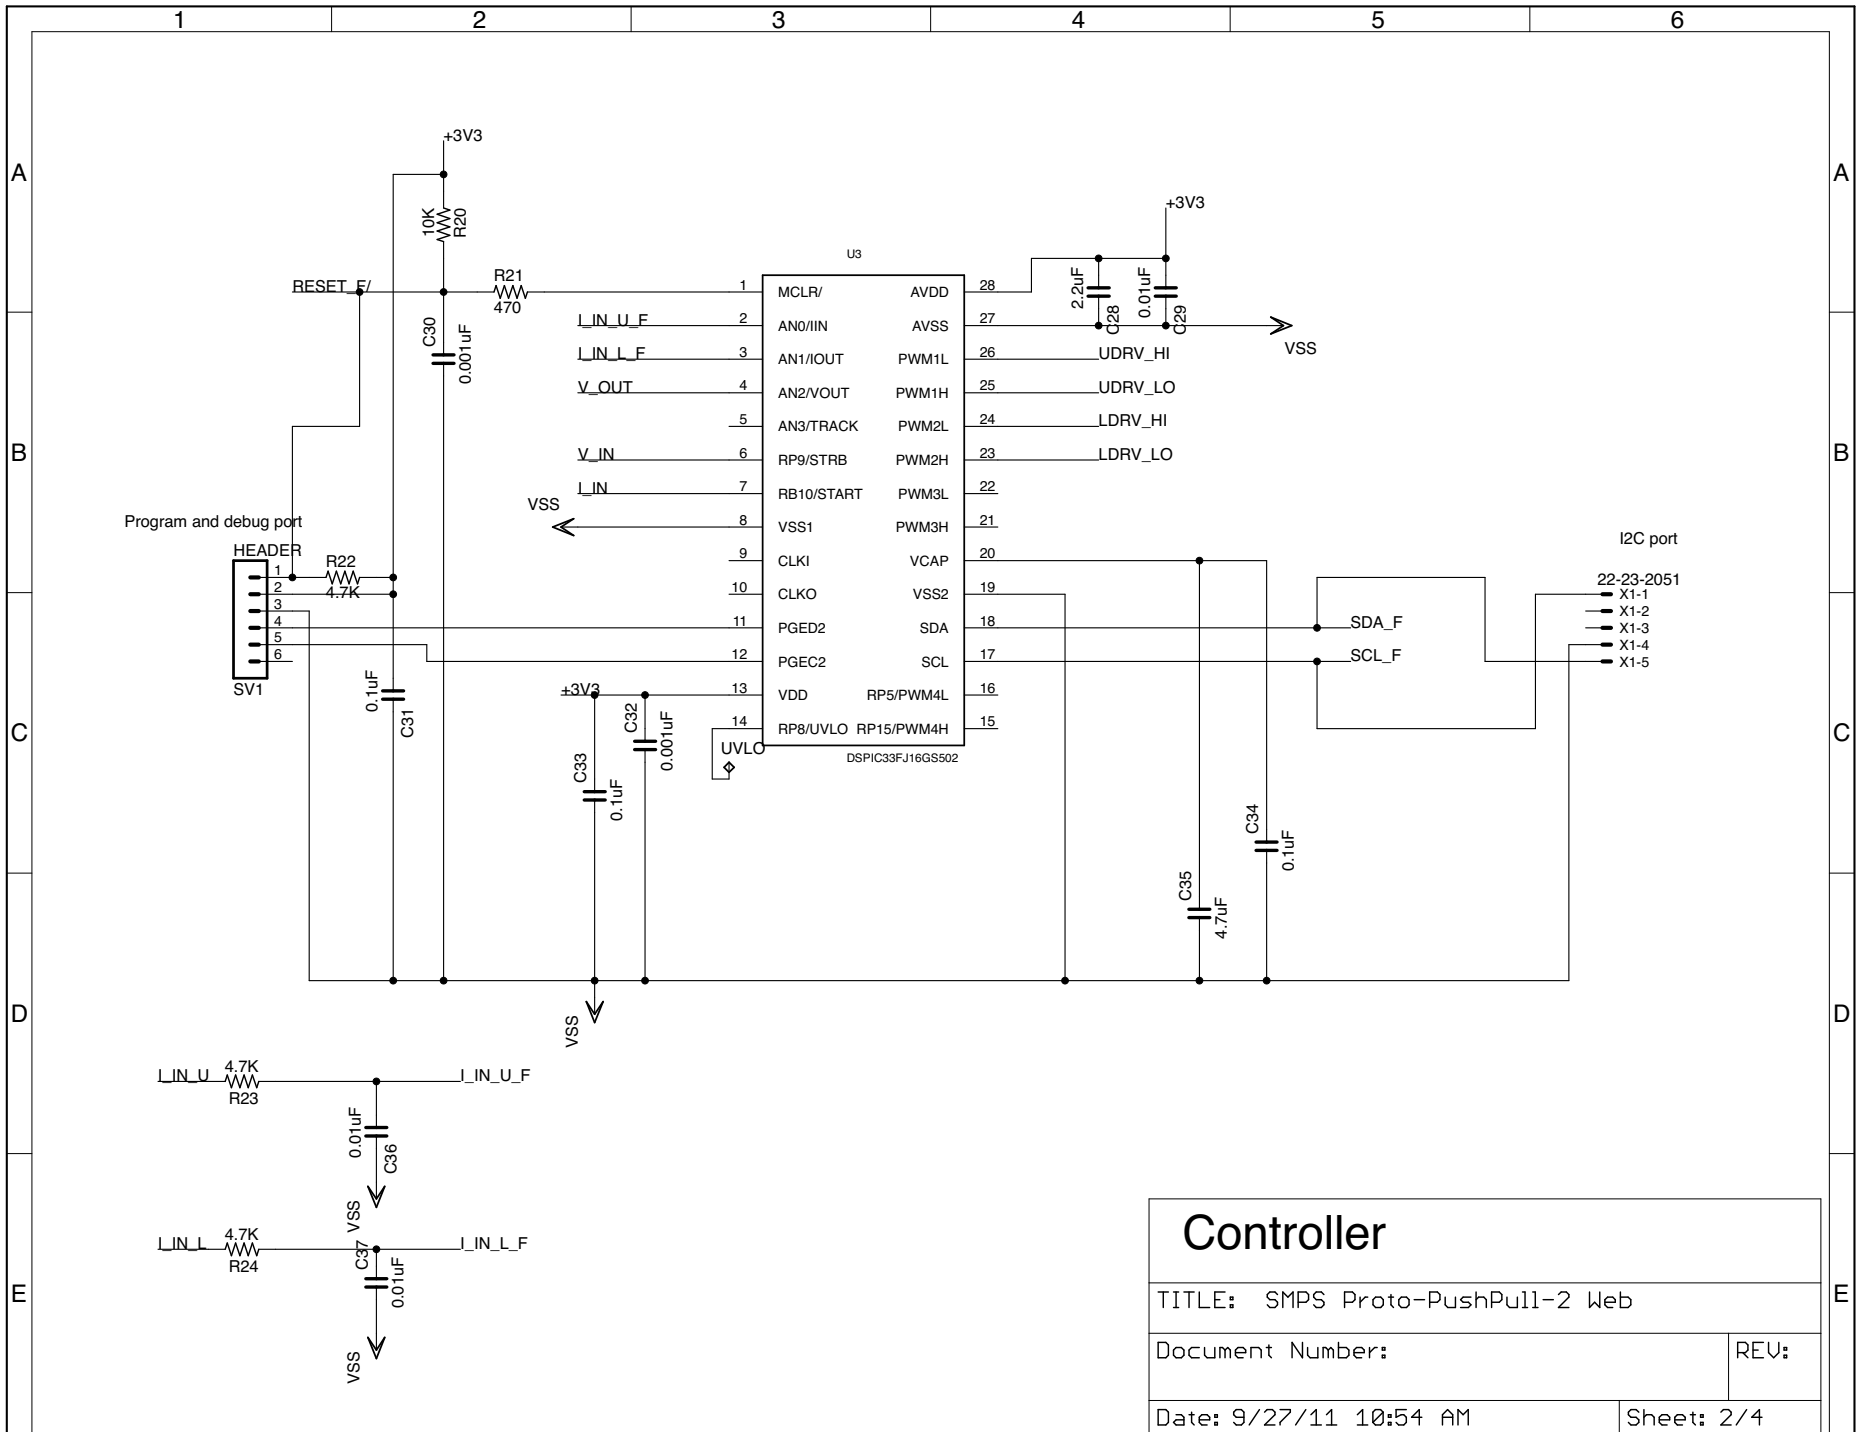 1 2 3 4 5 6
A A
B B
C C
D D
E E
+3V3
10K
R20
RESET_F/
R21
470
C30
0.001uF
I_IN_U_F
I_IN_L_F
V_OUT
V_IN
I_IN
VSS
Program and debug port
HEADER
1
2
3
4
5
6
SV1
R22
4.7K
0.1uF
C31
+3V3
C33
0.1uF
C32
0.001uF
UVLO
U3
1 MCLR/ AVDD 28
2 AN0/IIN AVSS 27
3 AN1/IOUT PWM1L 26
4 AN2/VOUT PWM1H 25
5 AN3/TRACK PWM2L 24
6 RP9/STRB PWM2H 23
7 RB10/START PWM3L 22
8 VSS1 PWM3H 21
9 CLKI VCAP 20
10 CLKO VSS2 19
11 PGED2 SDA 18
12 PGEC2 SCL 17
13 VDD RP5/PWM4L 16
14 RP8/UVLO RP15/PWM4H 15
DSPIC33FJ16GS502
+3V3
2.2uF
C28
0.01uF
C29
VSS
UDRV_HI
UDRV_LO
LDRV_HI
LDRV_LO
I2C port
22-23-2051
X1-1
X1-2
X1-3
X1-4
X1-5
SDA_F
SCL_F
C34
0.1uF
C35
4.7uF
VSS
I_IN_U
4.7K
R23
I_IN_U_F
0.01uF
C36
VSS
I_IN_L
4.7K
R24
I_IN_L_F
C37
0.01uF
VSS
Controller
TITLE: SMPS Proto-PushPull-2 Web
Document Number:
REV:
Date: 9/27/11 10:54 AM
Sheet: 2/4